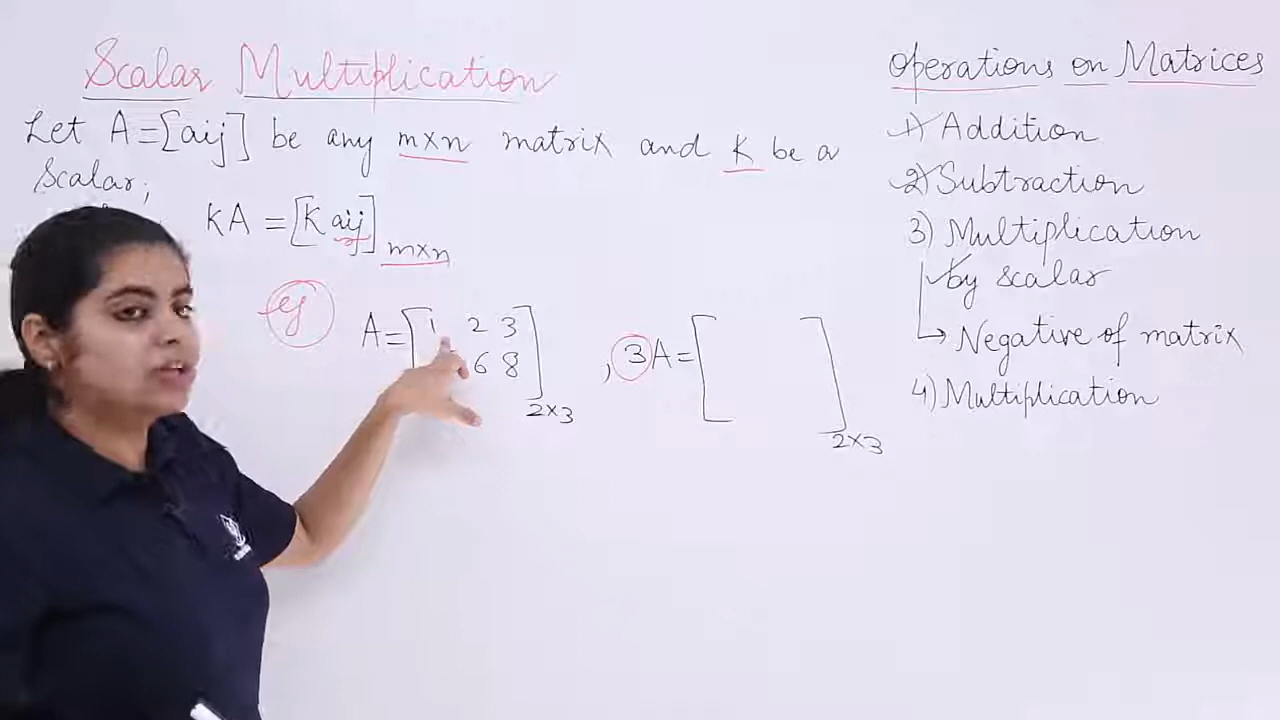 Scalar Multiplication
Let A = [aij] be any m×n matrix and K be a
Scalar;
KA = [K aij] m×n
eg
A = [1 2 3
6 8] 2×3
, 3A = [ ] 2×3
Operations on Matrices
1) Addition
2) Subtraction
3) Multiplication
by scalar
Negative of matrix
4) Multiplication